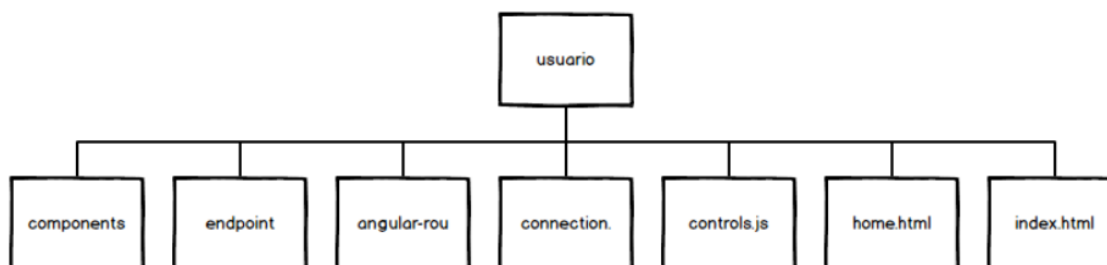 usuario
components
endpoint
angular-rou
connection.
controls.js
home.html
index.html